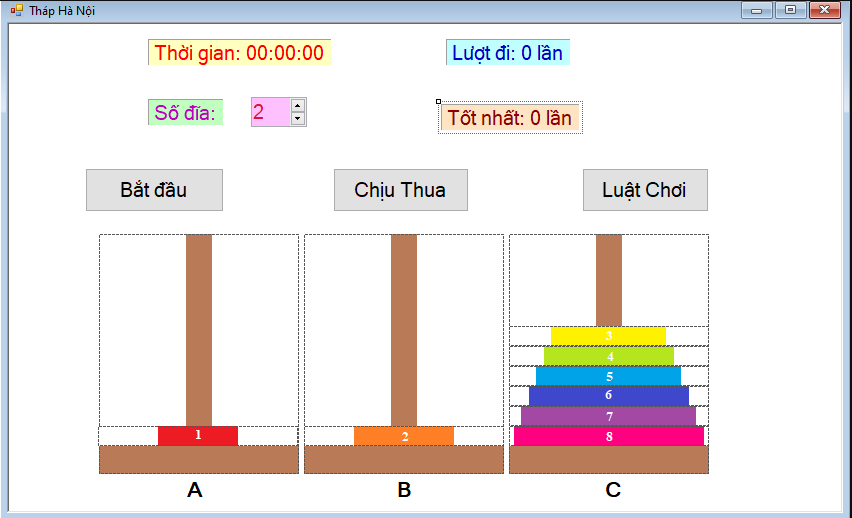 Tháp Hà Nội
Thời gian: 00:00:00
Lượt đi: 0 lần
Số đĩa:
2
Tốt nhất: 0 lần
Bắt đầu
Chịu Thua
Luật Chơi
3
4
5
6
7
1
2
8
A
B
C